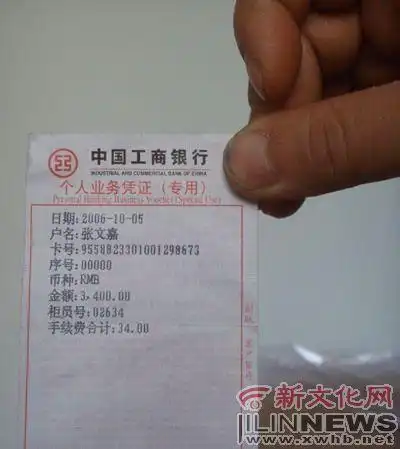 中国工商银行
INDUSTRIAL AND COMMERCIAL BANK OF CHINA
个人业务凭证（专用）
Personal Banking Business Voucher (Special Use)
日期:2006-10-05
户名:张文嘉
卡号:9558823301001298673
序号:00000
币种:RMB
金额:3,400.00
柜员号:02634
手续费合计:34.00
新文化网
JILINNEWS
www.xwhb.net